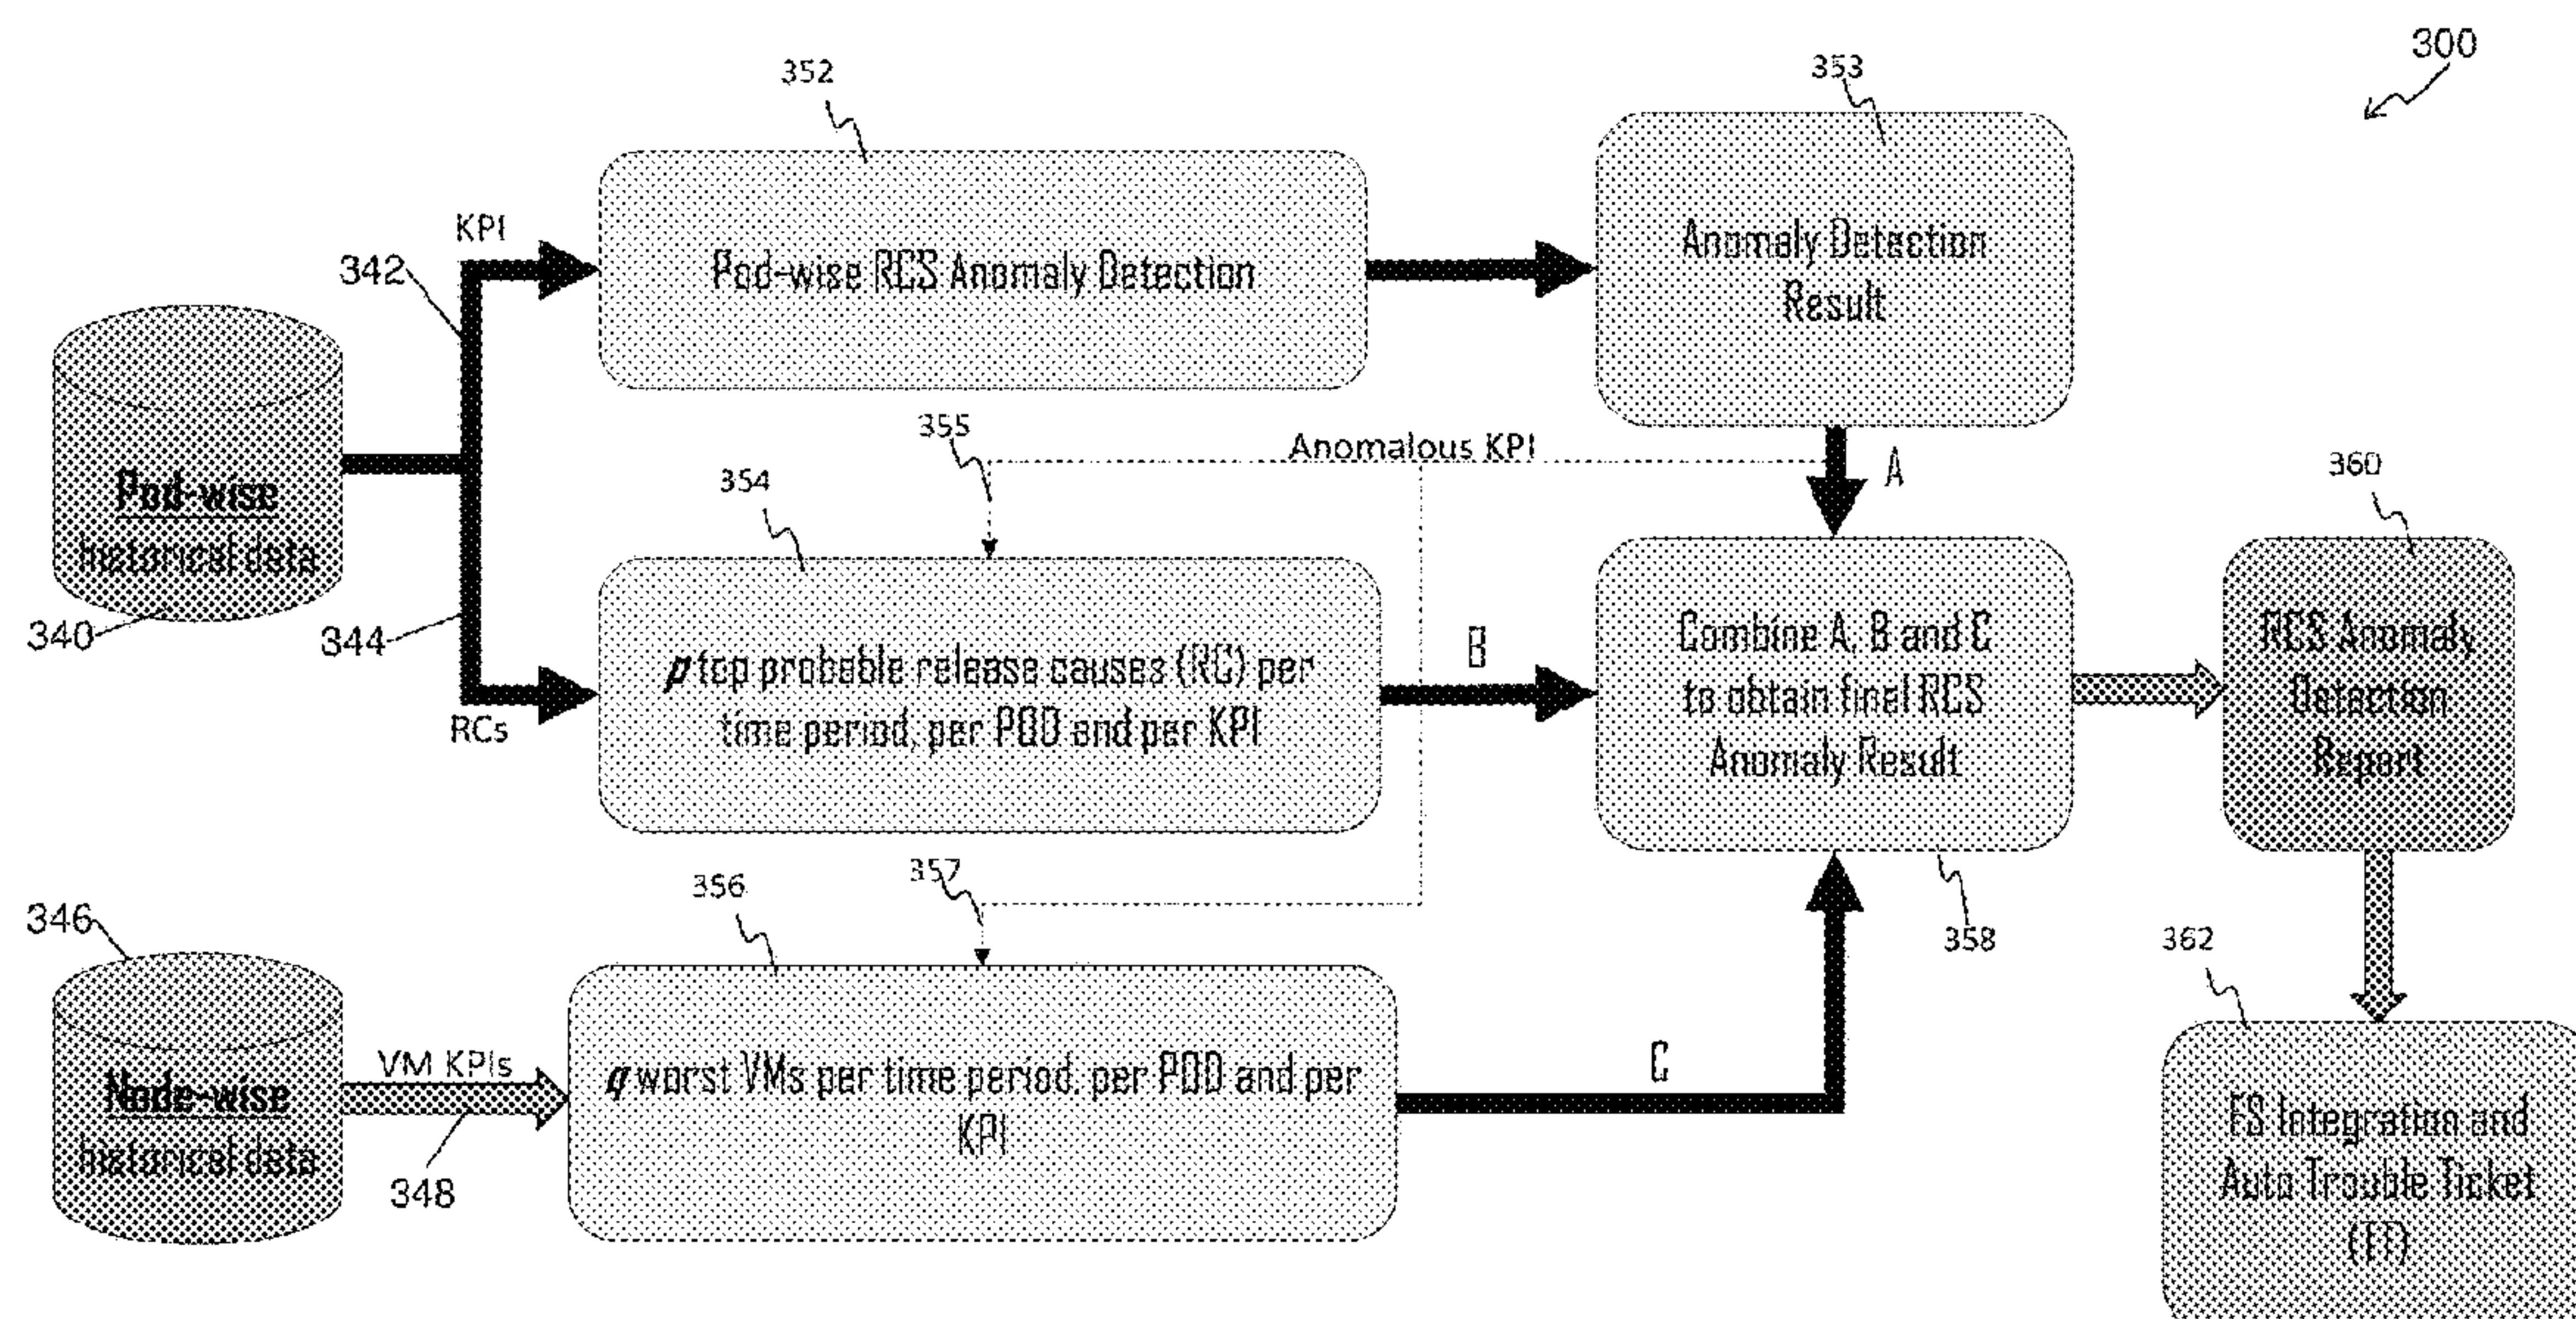 300
352
353
KPI
342
Pod-wise RCS Anomaly Detection
Anomaly Detection
Result
355
Anomalous KPI
A
360
354
Pod-wise
historical data
340
344
RCs
p top probable release causes (RC) per
time period, per POD and per KPI
B
Combine A, B and C
to obtain final RCS
Anomaly Result
RCS Anomaly
Detection
Report
346
356
357
358
362
Node-wise
historical data
VM KPIs
348
q worst VMs per time period, per POD and per
KPI
C
Integration and
Auto Trouble Ticket